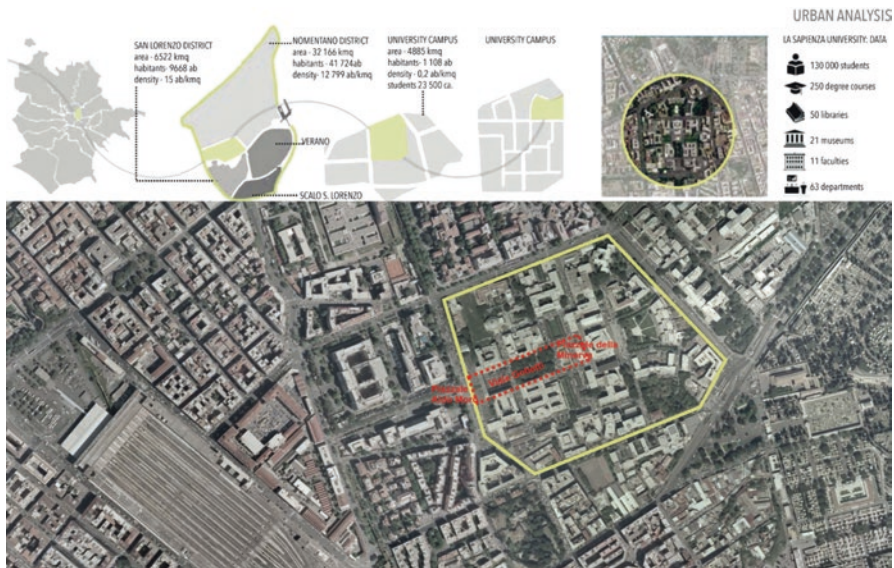 URBAN ANALYSIS
SAN LORENZO DISTRICT
area - 6522 kmq
habitants- 9668 ab
density - 15 ab/kmq
NOMENTANO DISTRICT
area - 32 166 kmq
habitants - 41 724ab
density- 12 799 ab/kmq)
UNIVERSITY CAMPUS
area - 4885 kmq
habitants- 1 108 ab
density - 0,2 ab/kmq
students 23 500 ca.
UNIVERSITY CAMPUS
VERANO
SCALO S. LORENZO
LA SAPIENZA UNIVERSITY: DATA
130 000 students
250 degree courses
50 libraries
21 museums
11 faculties
63 departments
della
Minerva